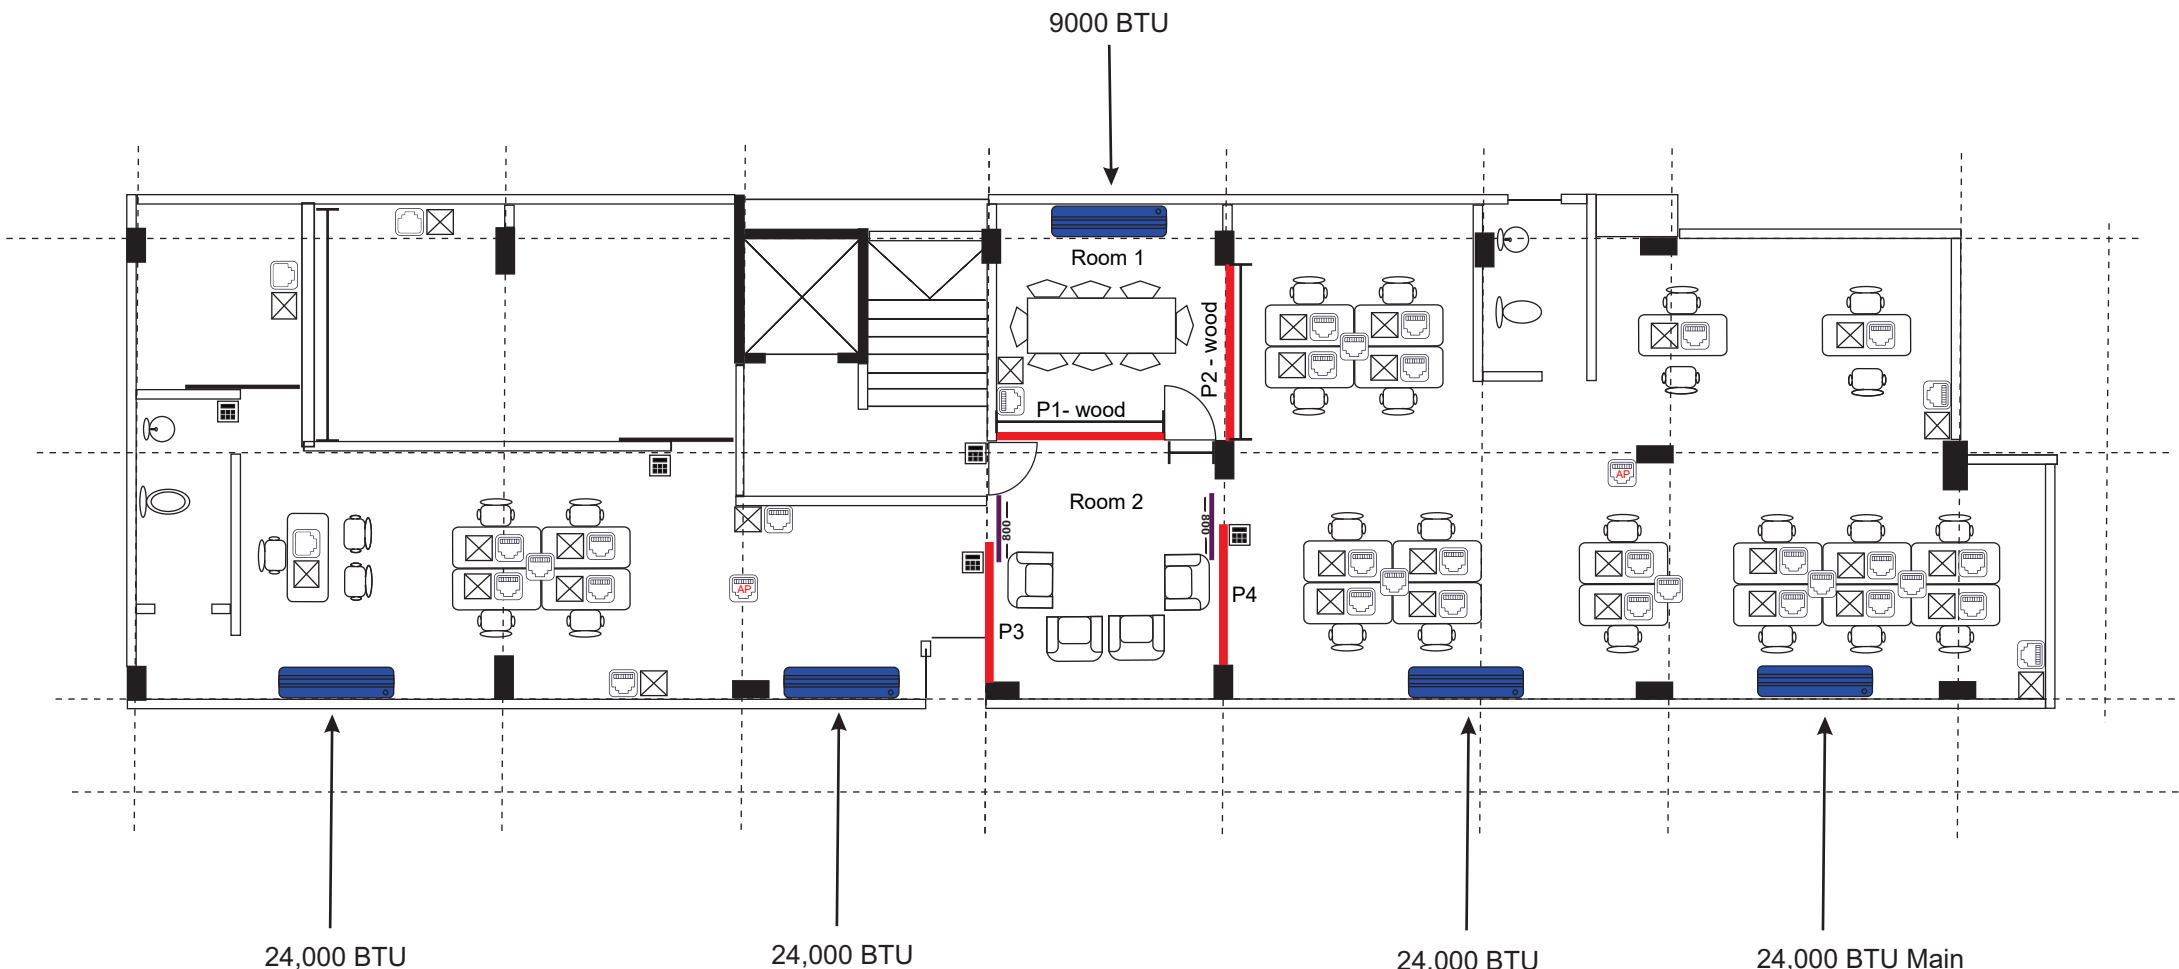 9000 BTU
Room 1
P2 - wood
P1- wood
Room 2
800
800
AP
AP
P4
P3
24,000 BTU
24,000 BTU
24,000 BTU
24,000 BTU Main